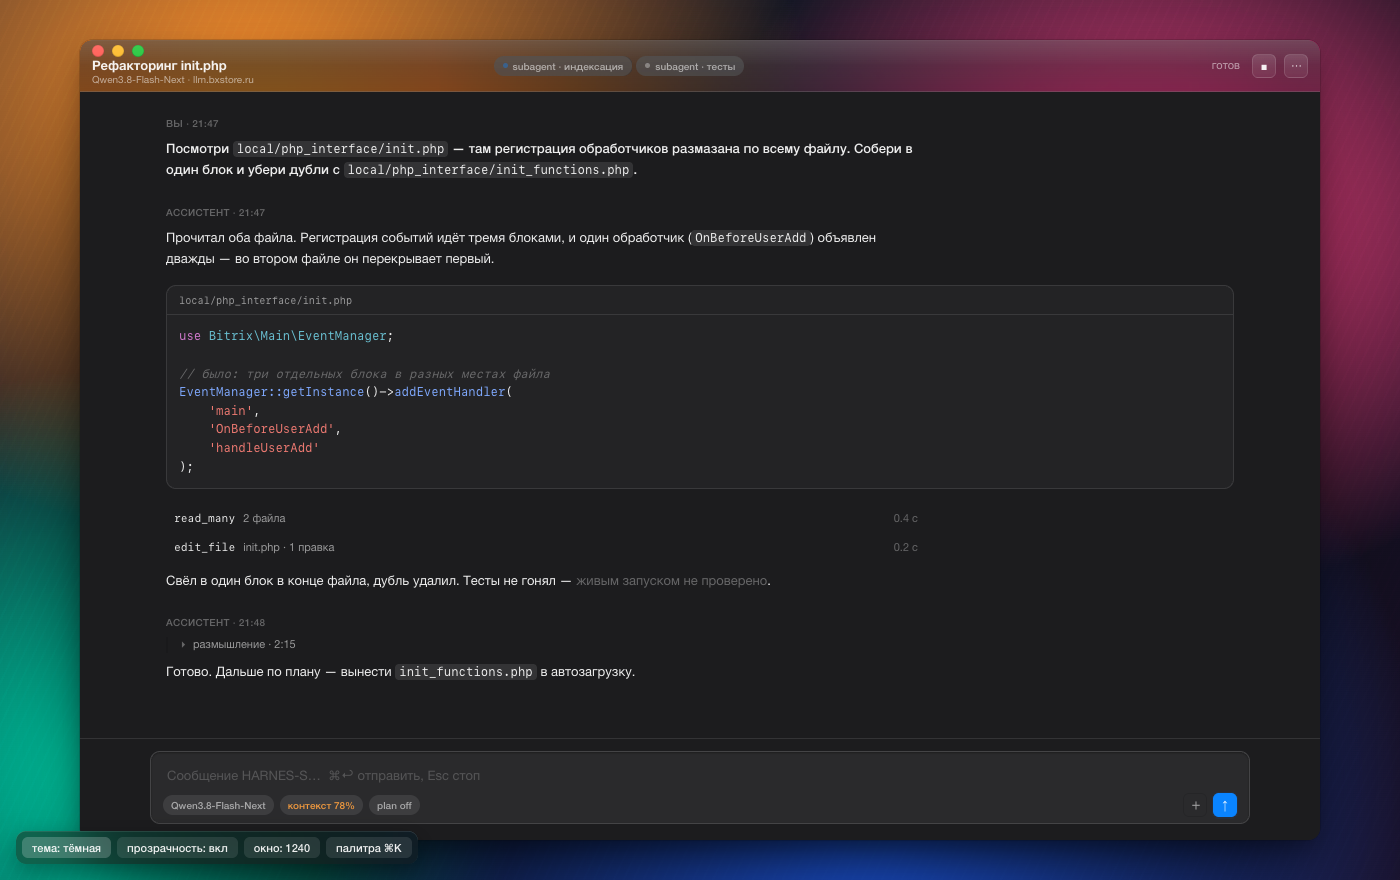 Рефакторинг init.php
Qwen3.8-Flash-Next · llm.bxstore.ru
subagent · индексация
subagent · тесты
готов
ВЫ · 21:47
Посмотри local/php_interface/init.php — там регистрация обработчиков размазана по всему файлу. Собери в
один блок и убери дубли с local/php_interface/init_functions.php.
АССИСТЕНТ · 21:47
Прочитал оба файла. Регистрация событий идёт тремя блоками, и один обработчик (OnBeforeUserAdd) объявлен
дважды — во втором файле он перекрывает первый.
local/php_interface/init.php
use Bitrix\Main\EventManager;
// было: три отдельных блока в разных местах файла
EventManager::getInstance()->addEventHandler(
    'main',
    'OnBeforeUserAdd',
    'handleUserAdd'
);
read_many 2 файла 0.4 с
edit_file init.php · 1 правка 0.2 с
Свёл в один блок в конце файла, дубль удалил. Тесты не гонял — живым запуском не проверено.
АССИСТЕНТ · 21:48
размышление · 2:15
Готово. Дальше по плану — вынести init_functions.php в автозагрузку.
Сообщение HARNES-S… ⌘↩ отправить, Esc стоп
Qwen3.8-Flash-Next
контекст 78%
plan off
тема: тёмная
прозрачность: вкл
окно: 1240
палитра ⌘K